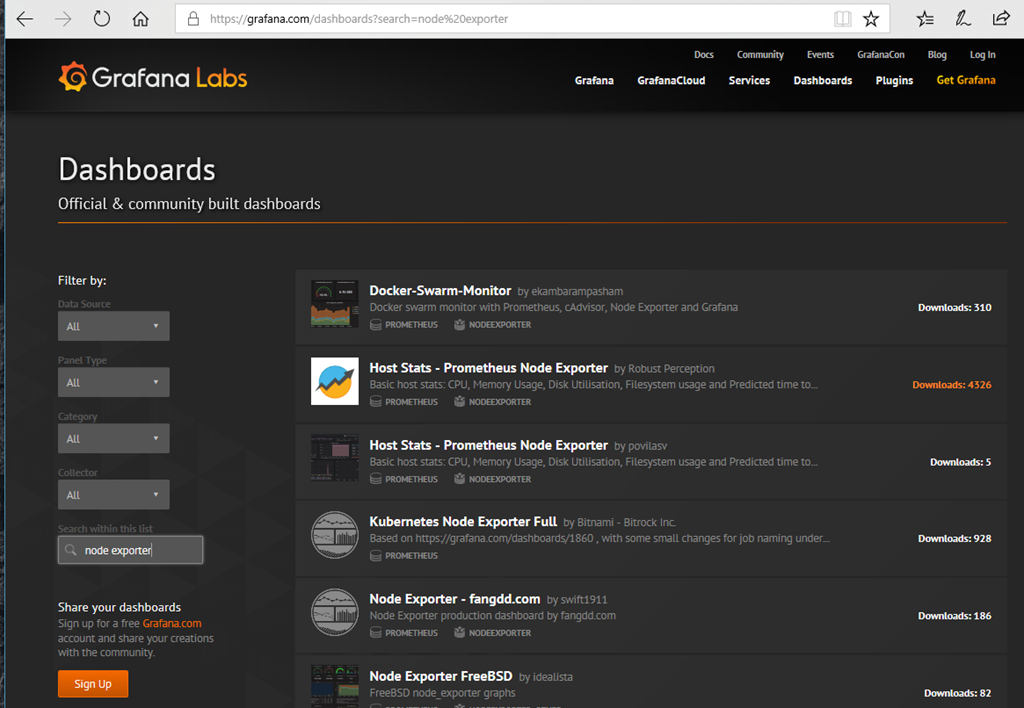 https://grafana.com/dashboards?search=node%20exporter
Docs Community Events GrafanaCon Blog Log In
Grafana Labs
Grafana GrafanaCloud Services Dashboards Plugins Get Grafana
Dashboards
Official & community built dashboards
Filter by:
Data Source
All
Panel Type
All
Category
All
Collector
All
Search within this list
node exporter
Share your dashboards
Sign up for a free Grafana.com
account and share your creations
with the community.
Sign Up
Docker-Swarm-Monitor by ekambarampasham
Docker swarm monitor with Prometheus, cAdvisor, Node Exporter and Grafana
PROMETHEUS NODEEXPORTER
Downloads: 310
Host Stats - Prometheus Node Exporter by Robust Perception
Basic host stats: CPU, Memory Usage, Disk Utilisation, Filesystem usage and Predicted time to...
PROMETHEUS NODEEXPORTER
Downloads: 4326
Host Stats - Prometheus Node Exporter by povilasv
Basic host stats: CPU, Memory Usage, Disk Utilisation, Filesystem usage and Predicted time to...
PROMETHEUS NODEEXPORTER
Downloads: 5
Kubernetes Node Exporter Full by Bitnami - Bitrock Inc.
Based on https://grafana.com/dashboards/1860 , with some small changes for job naming under...
PROMETHEUS
Downloads: 928
Node Exporter - fangdd.com by swift1911
Node Exporter production dashboard by fangdd.com
PROMETHEUS NODEEXPORTER
Downloads: 186
Node Exporter FreeBSD by idealista
FreeBSD node_exporter graphs
Downloads: 82